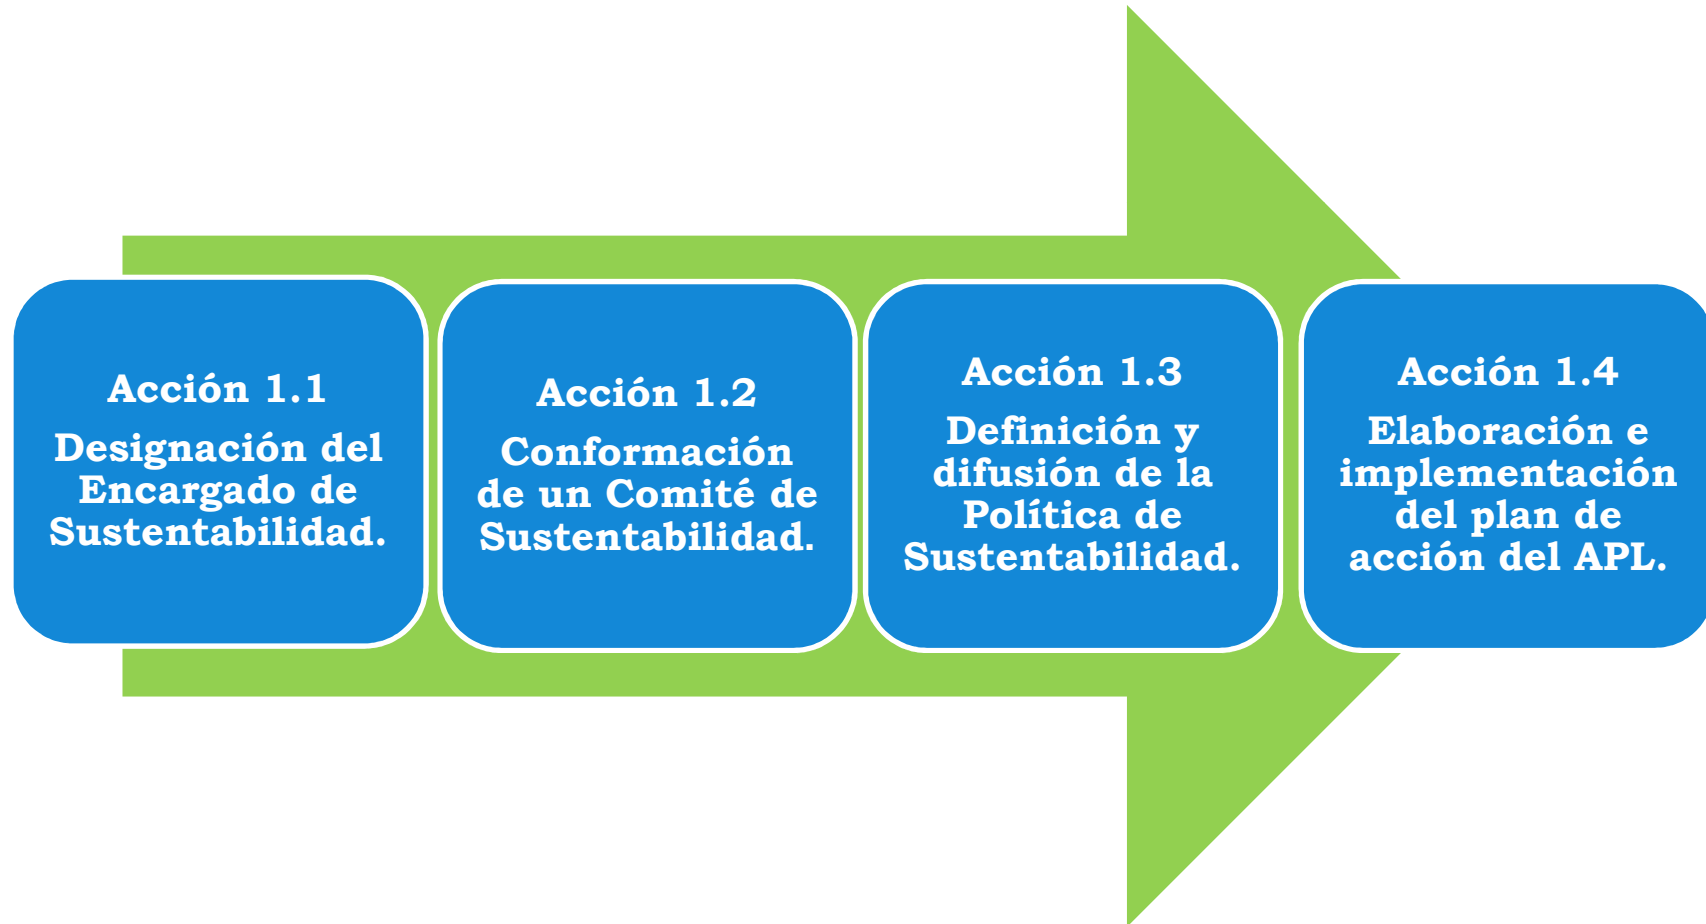 Acción 1.1
Designación del
Encargado de
Sustentabilidad.
Acción 1.2
Conformación
de un Comité de
Sustentabilidad.
Acción 1.3
Definición y
difusión de la
Política de
Sustentabilidad.
Acción 1.4
Elaboración e
implementación
del plan de
acción del APL.